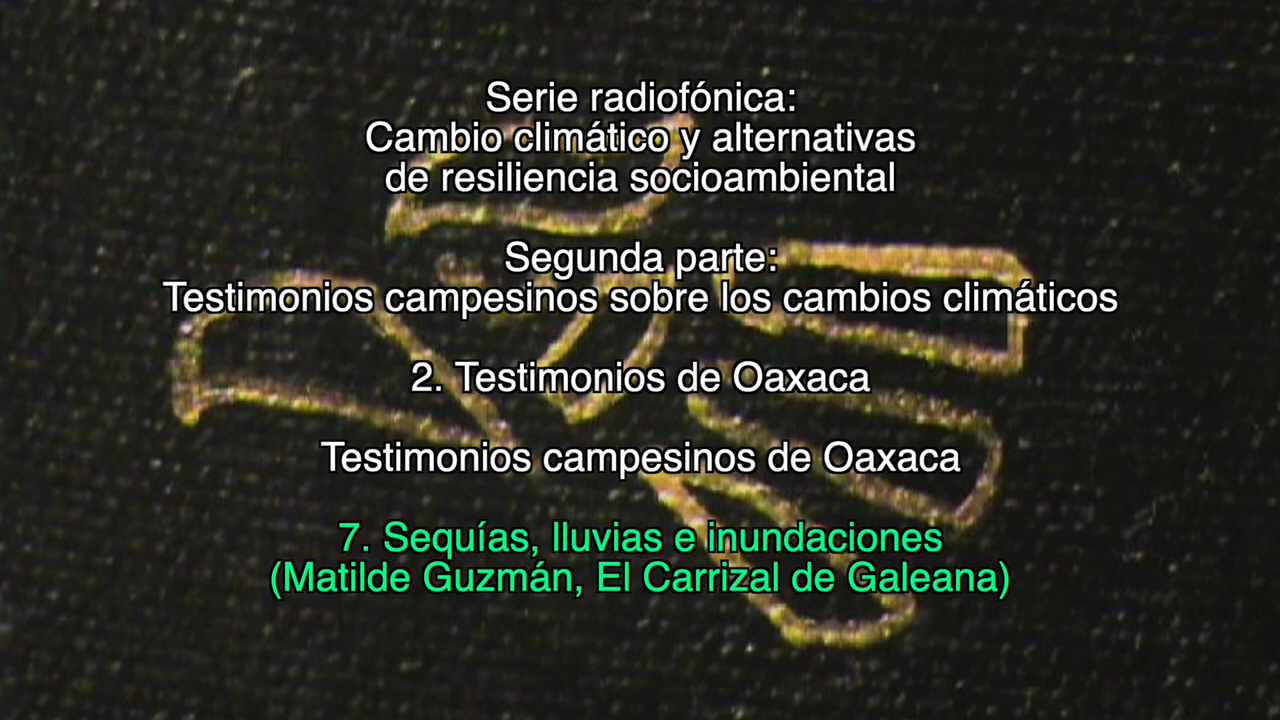 Serie radiofónica:
Cambio climático y alternativas
de resiliencia socioambiental
Segunda parte:
Testimonios campesinos sobre los cambios climáticos
2. Testimonios de Oaxaca
Testimonios campesinos de Oaxaca
7. Sequías, lluvias e inundaciones
(Matilde Guzmán, El Carrizal de Galeana)